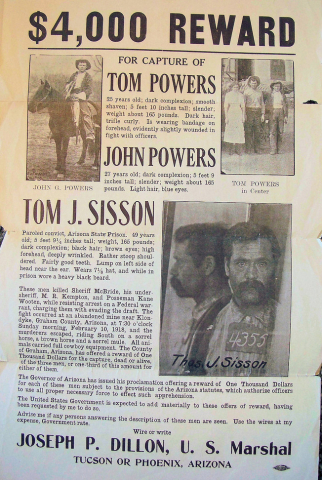 $4,000 REWARD
FOR CAPTURE OF
TOM POWERS
25 years old; dark complexion; smooth
shaven; 5 feet 10 inches tall; slender;
weight about 165 pounds. Dark hair,
trifle curly. Is wearing bandage on
forehead, evidently slightly wounded in
fight with officers.
JOHN POWERS
27 years old; dark complexion; 5 feet 9
inches tall; slender; weight about 165
pounds. Light hair, blue eyes.
JOHN G. POWERS
TOM POWERS
in Center
TOM J. SISSON
Paroled convict, Arizona State Prison. 49 years
old; 5 feet 9½ inches tall; weight, 165 pounds;
dark complexion; black hair; brown eyes; high
forehead, deeply wrinkled. Rather stoop shoul-
dered. Fairly good teeth. Lump on left side of
head near the ear. Wears 7¼ hat, and while in
prison wore a heavy black beard.
These men killed Sheriff McBride, his under-
sheriff, M. R. Kempton, and Posseman Kane
Wooten, while resisting arrest on a Federal war-
rant, charging them with evading the draft. The
fight occurred at an abandoned mine near Klon-
dyke, Graham County, Arizona, at 7:20 o'clock
Sunday morning, February 10, 1918, and the
murderers escaped, riding South on a sorrel
horse, a brown horse and a sorrel mule. All ani-
mals carried full cowboy equipment. The County
of Graham, Arizona, has offered a reward of One
Thousand Dollars for the capture, dead or alive,
of the three men, or one-third of this amount for
either of them.
Thos. J. Sisson
The Governor of Arizona has issued his proclamation offering a reward of One Thousand Dollars
for each of these men subject to the provisions of the Arizona statutes, which authorize officers
to use all proper necessary force to effect such apprehension.
The United States Government is expected to add materially to these offers of reward, having
been requested by me to do so.
Advise me if any persons answering the description of these men are seen. Use the wires at my
expense, Government rate.
Wire or write
JOSEPH P. DILLON, U. S. Marshal
TUCSON OR PHOENIX, ARIZONA